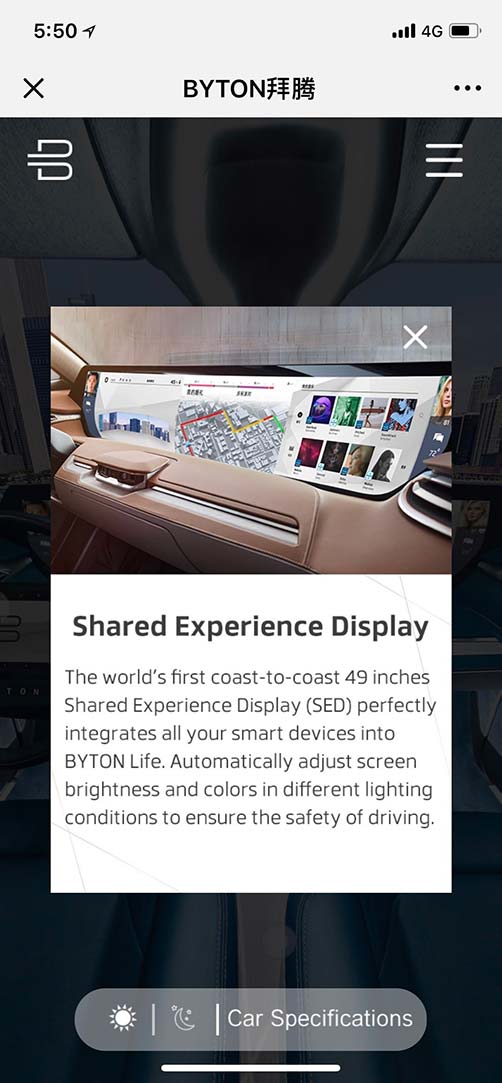 5:50
4G
BYTON拜腾
Shared Experience Display
The world's first coast-to-coast 49 inches
Shared Experience Display (SED) perfectly
integrates all your smart devices into
BYTON Life. Automatically adjust screen
brightness and colors in different lighting
conditions to ensure the safety of driving.
Car Specifications